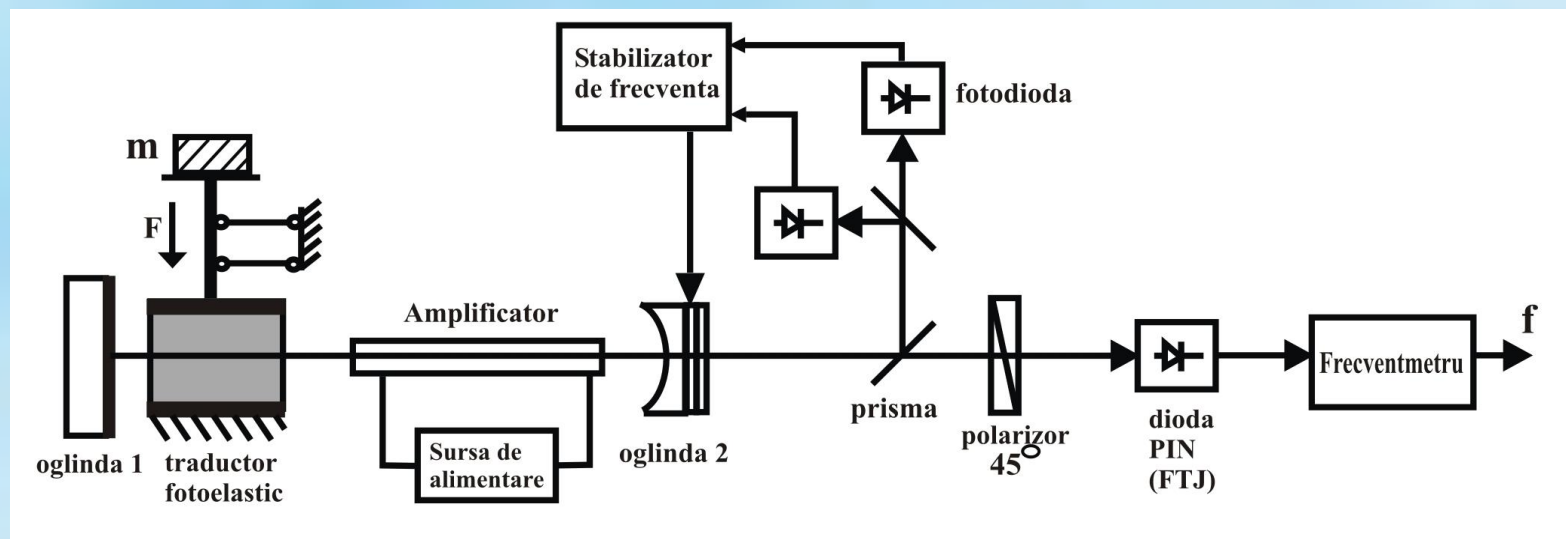 Stabilizator
de frecventa
fotodioda
m
F
Amplificator
f
Frecventmetru
prisma
oglinda 1
traductor
fotoelastic
Sursa de
alimentare
oglinda 2
polarizor
45°
dioda
PIN
(FTJ)